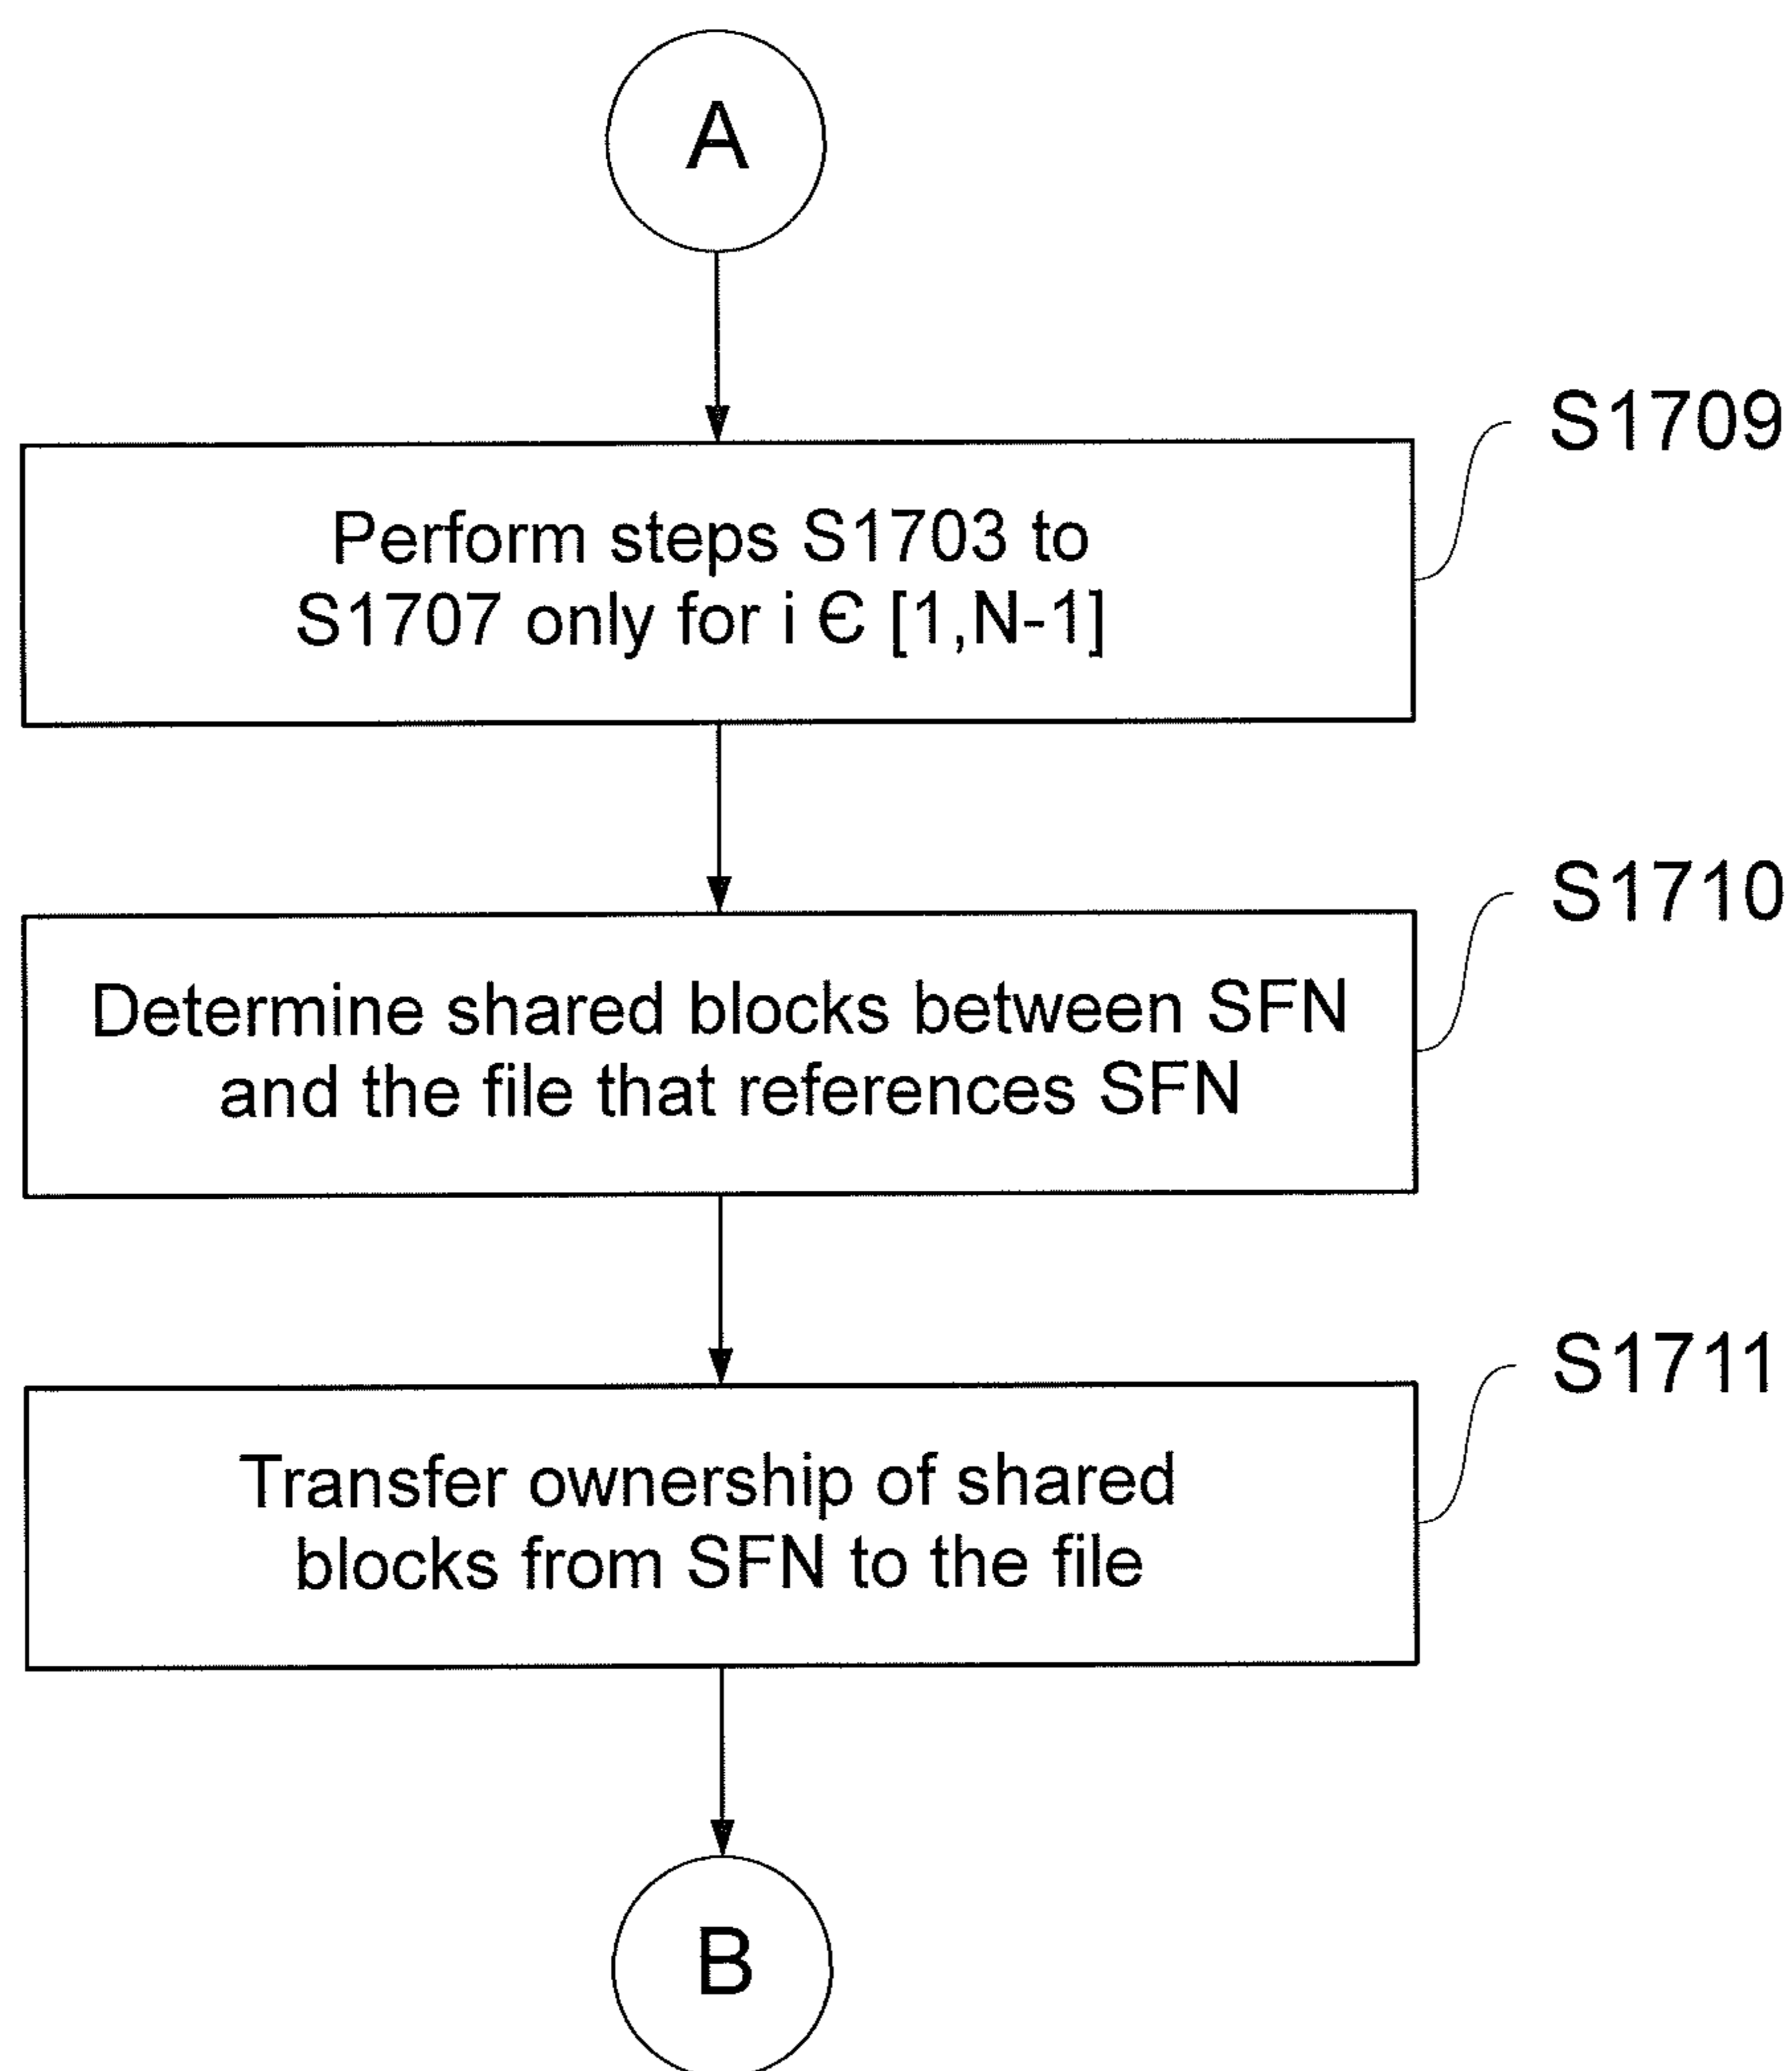 A
S1709
Perform steps S1703 to
S1707 only for i Є [1,N-1]
S1710
Determine shared blocks between SFN
and the file that references SFN
S1711
Transfer ownership of shared
blocks from SFN to the file
B